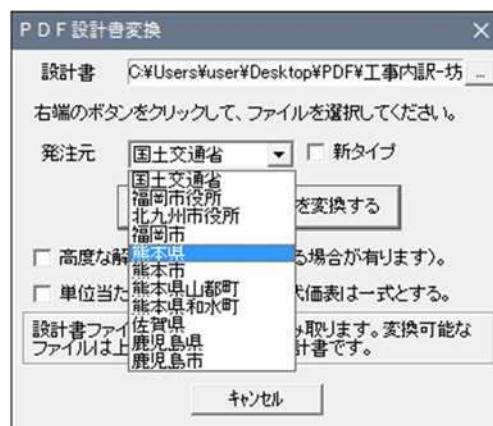 ＰＤＦ設計書変換
設計書 C:¥Users¥user¥Desktop¥PDF¥工事内訳-坊 ...
右端のボタンをクリックして、ファイルを選択してください。
発注元 国土交通省 新タイプ
国土交通省
福岡市役所
北九州市役所 を変換する
福岡市
熊本県
高度な解 る場合が有ります)。
熊本市
熊本県山都町
単位当た 代価表は一式とする。
熊本県和水町
佐賀県
設計書ファイ み取ります。変換可能な
鹿児島県
ファイルは上 計書です。
鹿児島市
キャンセル